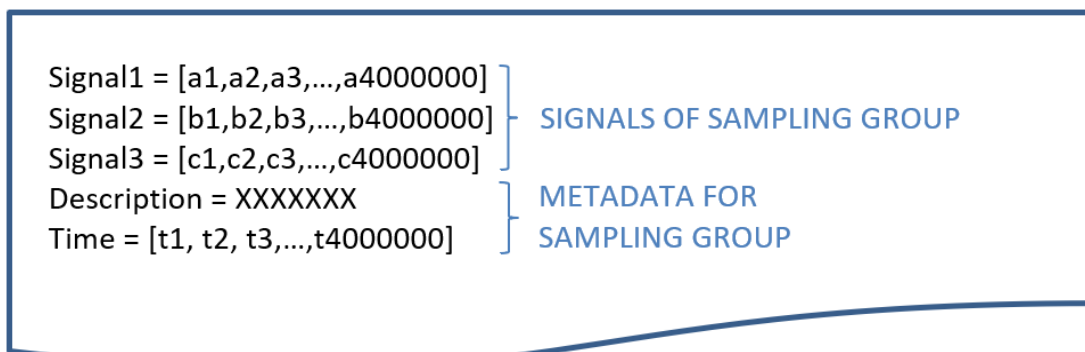 Signal1 = [a1,a2,a3,...,a4000000]
Signal2 = [b1,b2,b3,...,b4000000]
SIGNALS OF SAMPLING GROUP
Signal3 = [c1,c2,c3,...,c4000000]
Description = XXXXXXX
Time = [t1, t2, t3,...,t4000000]
METADATA FOR
SAMPLING GROUP